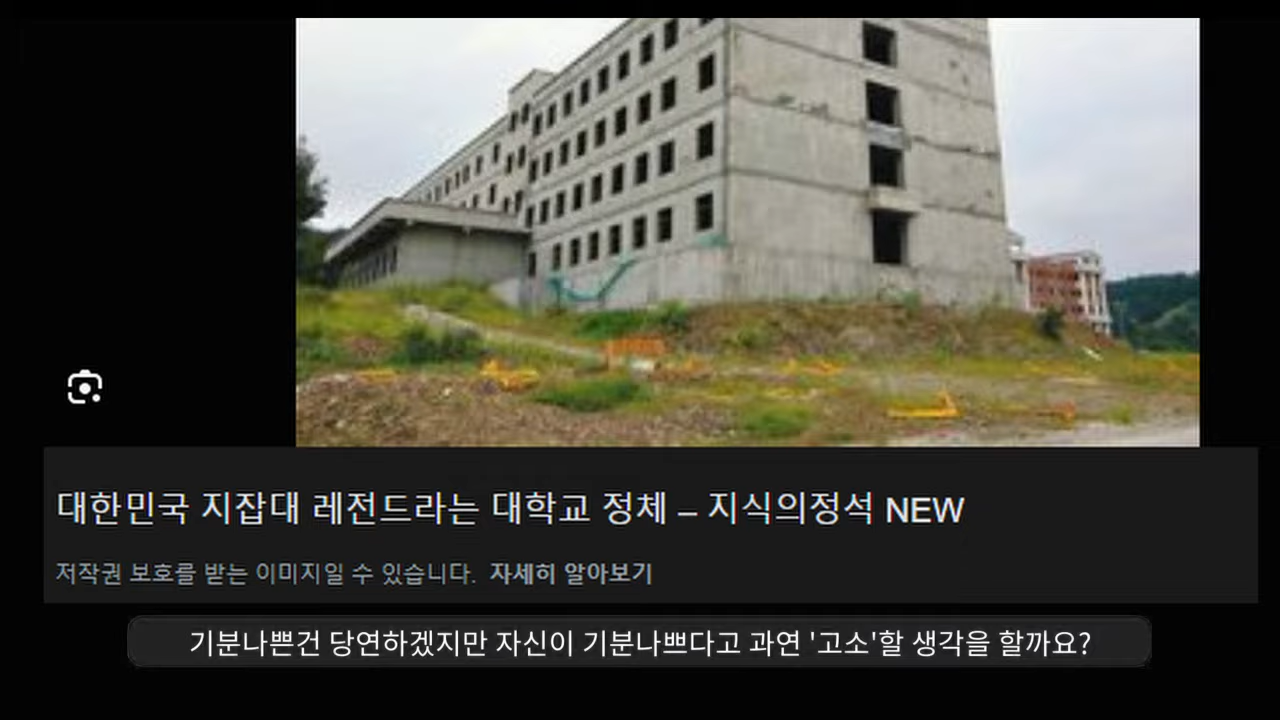 대한민국 지잡대 레전드라는 대학교 정체 – 지식의정석 NEW
저작권 보호를 받는 이미지일 수 있습니다. 자세히 알아보기
기분나쁜건 당연하겠지만 자신이 기분나쁘다고 과연 '고소'할 생각을 할까요?